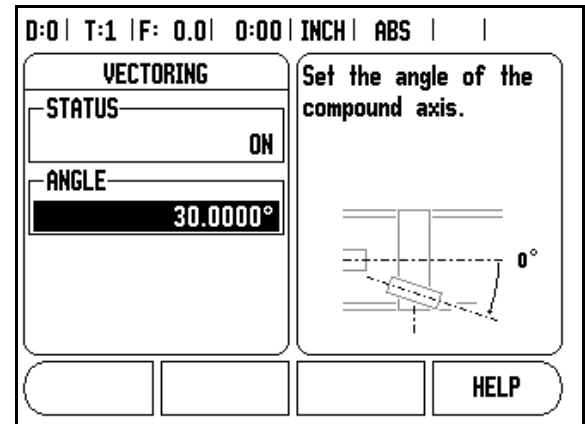 D:0 | T:1 | F: 0.0 | 0:00 | INCH | ABS | |
VECTORING
STATUS
ON
ANGLE
30.0000°
Set the angle of the
compound axis.
0°
HELP